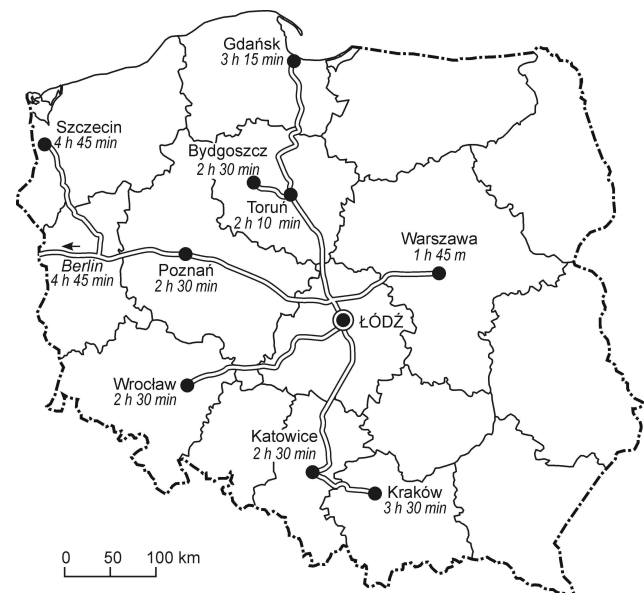 Gdańsk
3 h 15 min
Szczecin
4 h 45 min
Bydgoszcz
2 h 30 min
Toruń
2 h 10 min
Warszawa
1 h 45 m
Berlin
4 h 45 min
Poznań
2 h 30 min
ŁÓDŹ
Wrocław
2 h 30 min
Katowice
2 h 30 min
Kraków
3 h 30 min
0 50 100 km